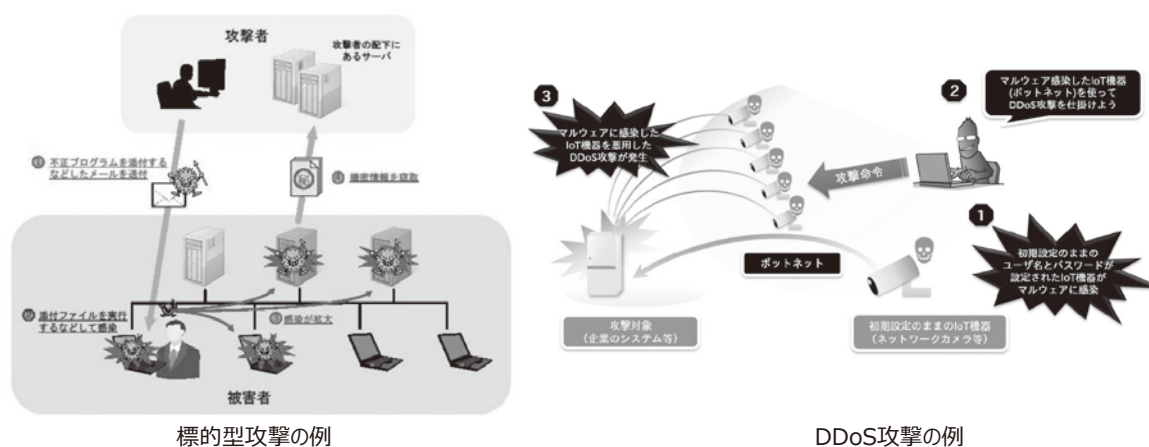 攻撃者
攻撃者の配下に
あるサーバ
① 不正プログラムを添付する
などしたメールを送付
④ 機密情報を窃取
② 添付ファイルを実行
するなどして感染
③ 感染が拡大
被害者
標的型攻撃の例
3
マルウェアに感染した
IoT機器を悪用した
DDoS攻撃が発生
2
マルウェア感染したIoT機器
(ボットネット)を使って
DDoS攻撃を仕掛けよう
攻撃命令
1
初期設定のままの
ユーザ名とパスワードが
設定されたIoT機器が
マルウェアに感染
ボットネット
攻撃対象
(企業のシステム等)
初期設定のままのIoT機器
(ネットワークカメラ等)
DDoS攻撃の例